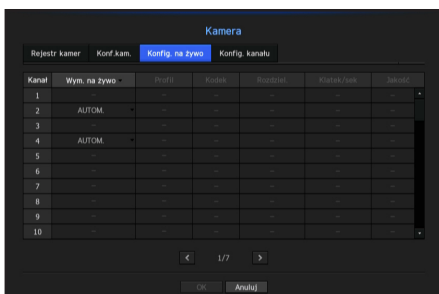 Kamera
Rejestr kamer Konf.kam. Konfig. na żywo Konfig. kanału
Kanał Wym. na żywo Profil Kodek Rozdziel. Klatek/sek. Jakość
1 -- -- -- -- -- --
2 AUTOM. -- -- -- -- --
3 -- -- -- -- -- --
4 AUTOM. -- -- -- -- --
5 -- -- -- -- -- --
6 -- -- -- -- -- --
7 -- -- -- -- -- --
8 -- -- -- -- -- --
9 -- -- -- -- -- --
10 -- -- -- -- -- --
< 1/7 >
OK Anuluj